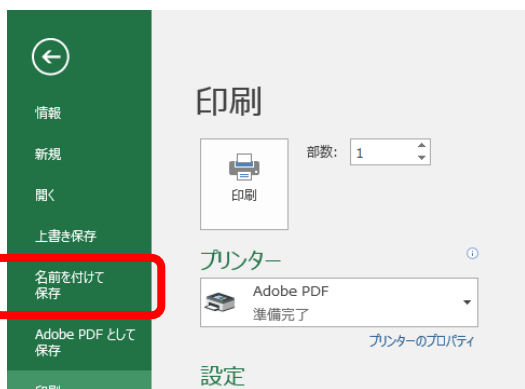 情報
新規
開く
上書き保存
名前を付けて
保存
Adobe PDF として
保存
印刷
印刷
部数: 1
印刷
プリンター
Adobe PDF
準備完了
プリンターのプロパティ
設定